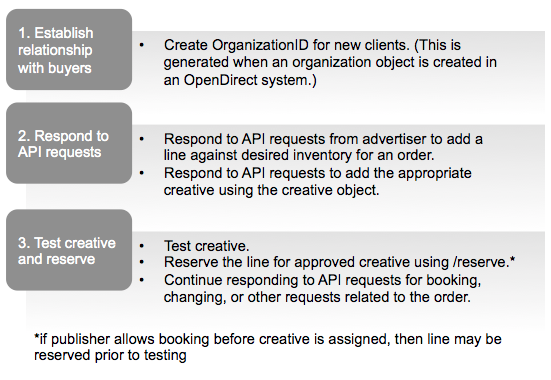 1. Establish
relationship
with buyers
• Create OrganizationID for new clients. (This is
generated when an organization object is created in
an OpenDirect system.)
2. Respond to
API requests
• Respond to API requests from advertiser to add a
line against desired inventory for an order.
• Respond to API requests to add the appropriate
creative using the creative object.
3. Test creative
and reserve
• Test creative.
• Reserve the line for approved creative using /reserve.*
• Continue responding to API requests for booking,
changing, or other requests related to the order.
*if publisher allows booking before creative is assigned, then line may be
reserved prior to testing